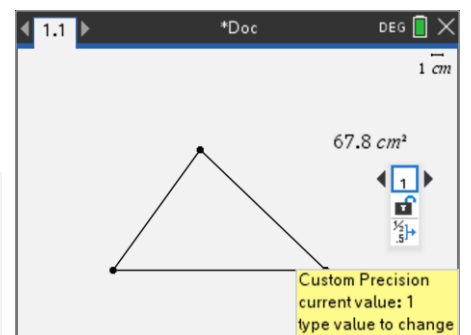 1.1 *Doc DEG
1 cm
67.8 cm²
1
½
.5
Custom Precision
current value: 1
type value to change